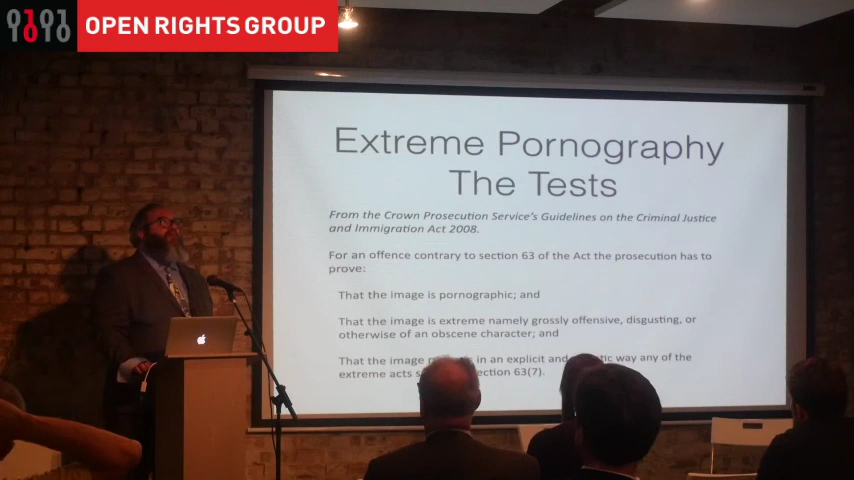 OPEN RIGHTS GROUP
Extreme Pornography
The Tests
From the Crown Prosecution Service's Guidelines on the Criminal Justice
and Immigration Act 2008.
For an offence contrary to section 63 of the Act the prosecution has to
prove:
That the image is pornographic; and
That the image is extreme namely grossly offensive, disgusting, or
otherwise of an obscene character; and
That the image in an explicit and way any of the
extreme acts section 63(7).